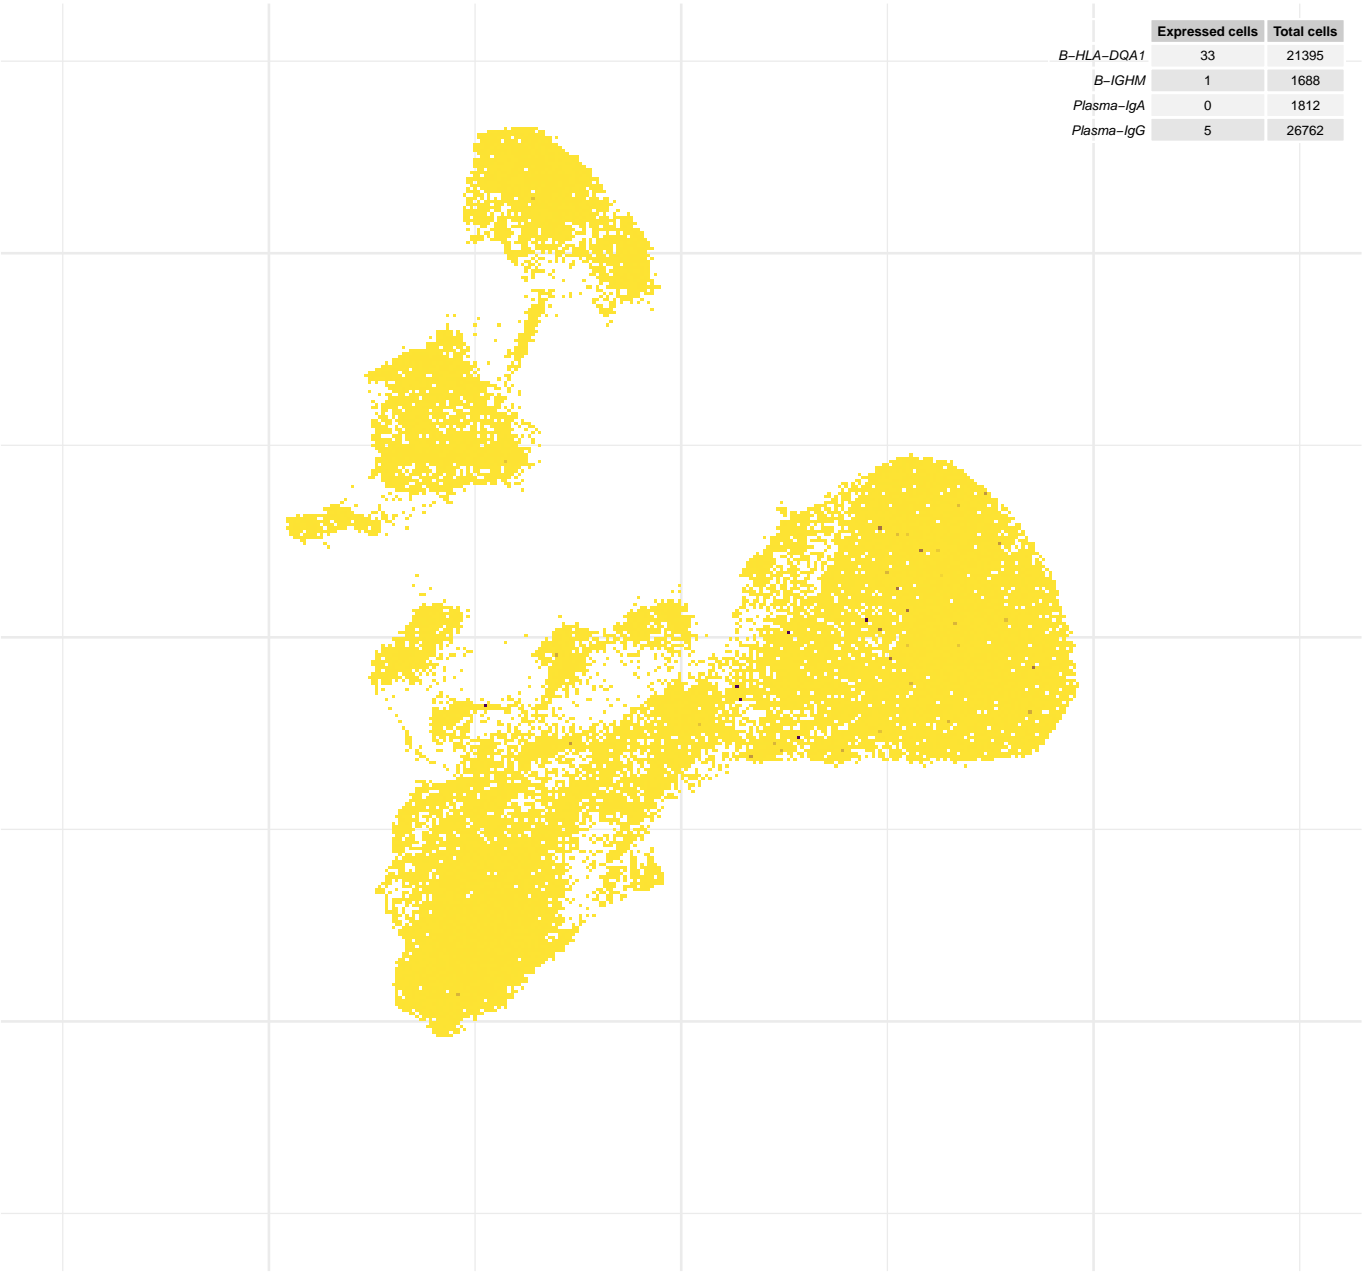 Expressed cells Total cells
B−HLA−DQA1 33 21395
B−IGHM 1 1688
Plasma−IgA 0 1812
Plasma−IgG 5 26762